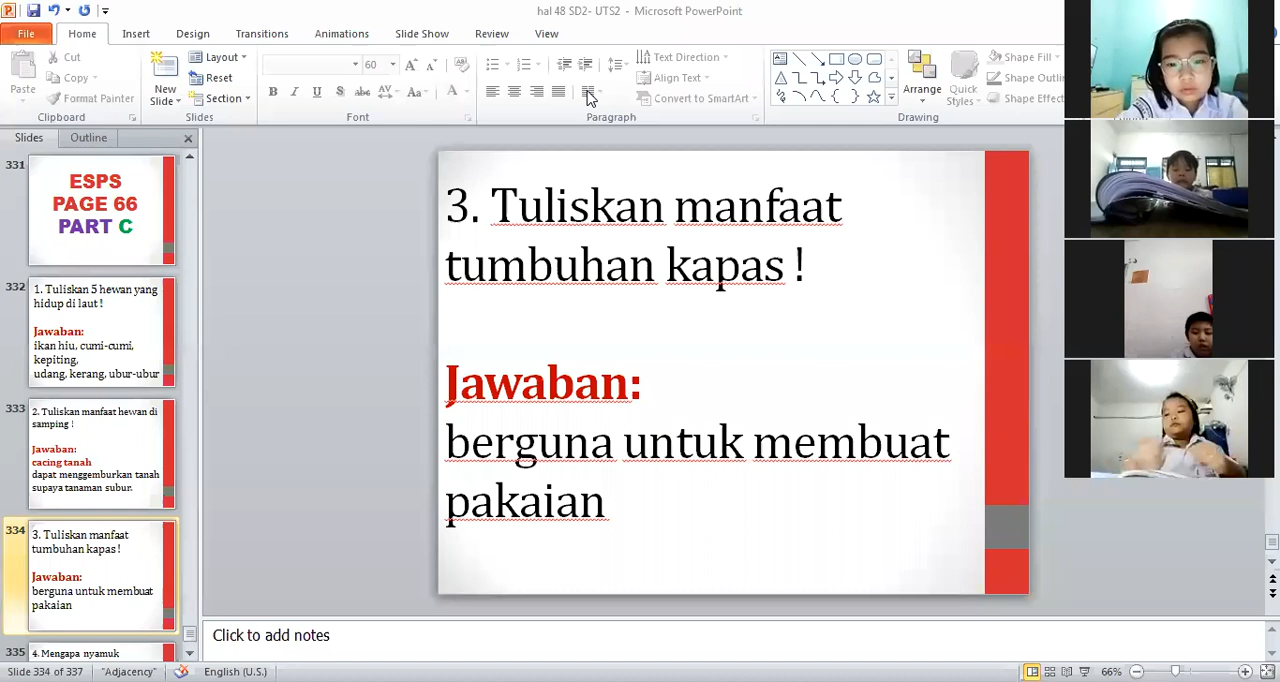 hal 48 SD2- UTS2 - Microsoft PowerPoint
File Home Insert Design Transitions Animations Slide Show Review View
Paste
Cut
Copy
Format Painter
Clipboard
New Slide
Layout
Reset
Section
Slides
60
B I U S abc AV Aa A
Font
Paragraph
Text Direction
Align Text
Convert to SmartArt
Arrange
Quick Styles
Shape Fill
Shape Outli
Shape Effect
Drawing
Slides Outline
331
ESPS
PAGE 66
PART C
332
1. Tuliskan 5 hewan yang
hidup di laut !
Jawaban:
ikan hiu, cumi-cumi,
kepiting,
udang, kerang, ubur-ubur
333
2. Tuliskan manfaat hewan di
samping !
Jawaban:
cacing tanah
dapat menggemburkan tanah
supaya tanaman subur.
334
3. Tuliskan manfaat
tumbuhan kapas !
Jawaban:
berguna untuk membuat
pakaian
335
4. Mengapa nyamuk
3. Tuliskan manfaat
tumbuhan kapas !
Jawaban:
berguna untuk membuat
pakaian
Click to add notes
Slide 334 of 337 "Adjacency" English (U.S.) 66%